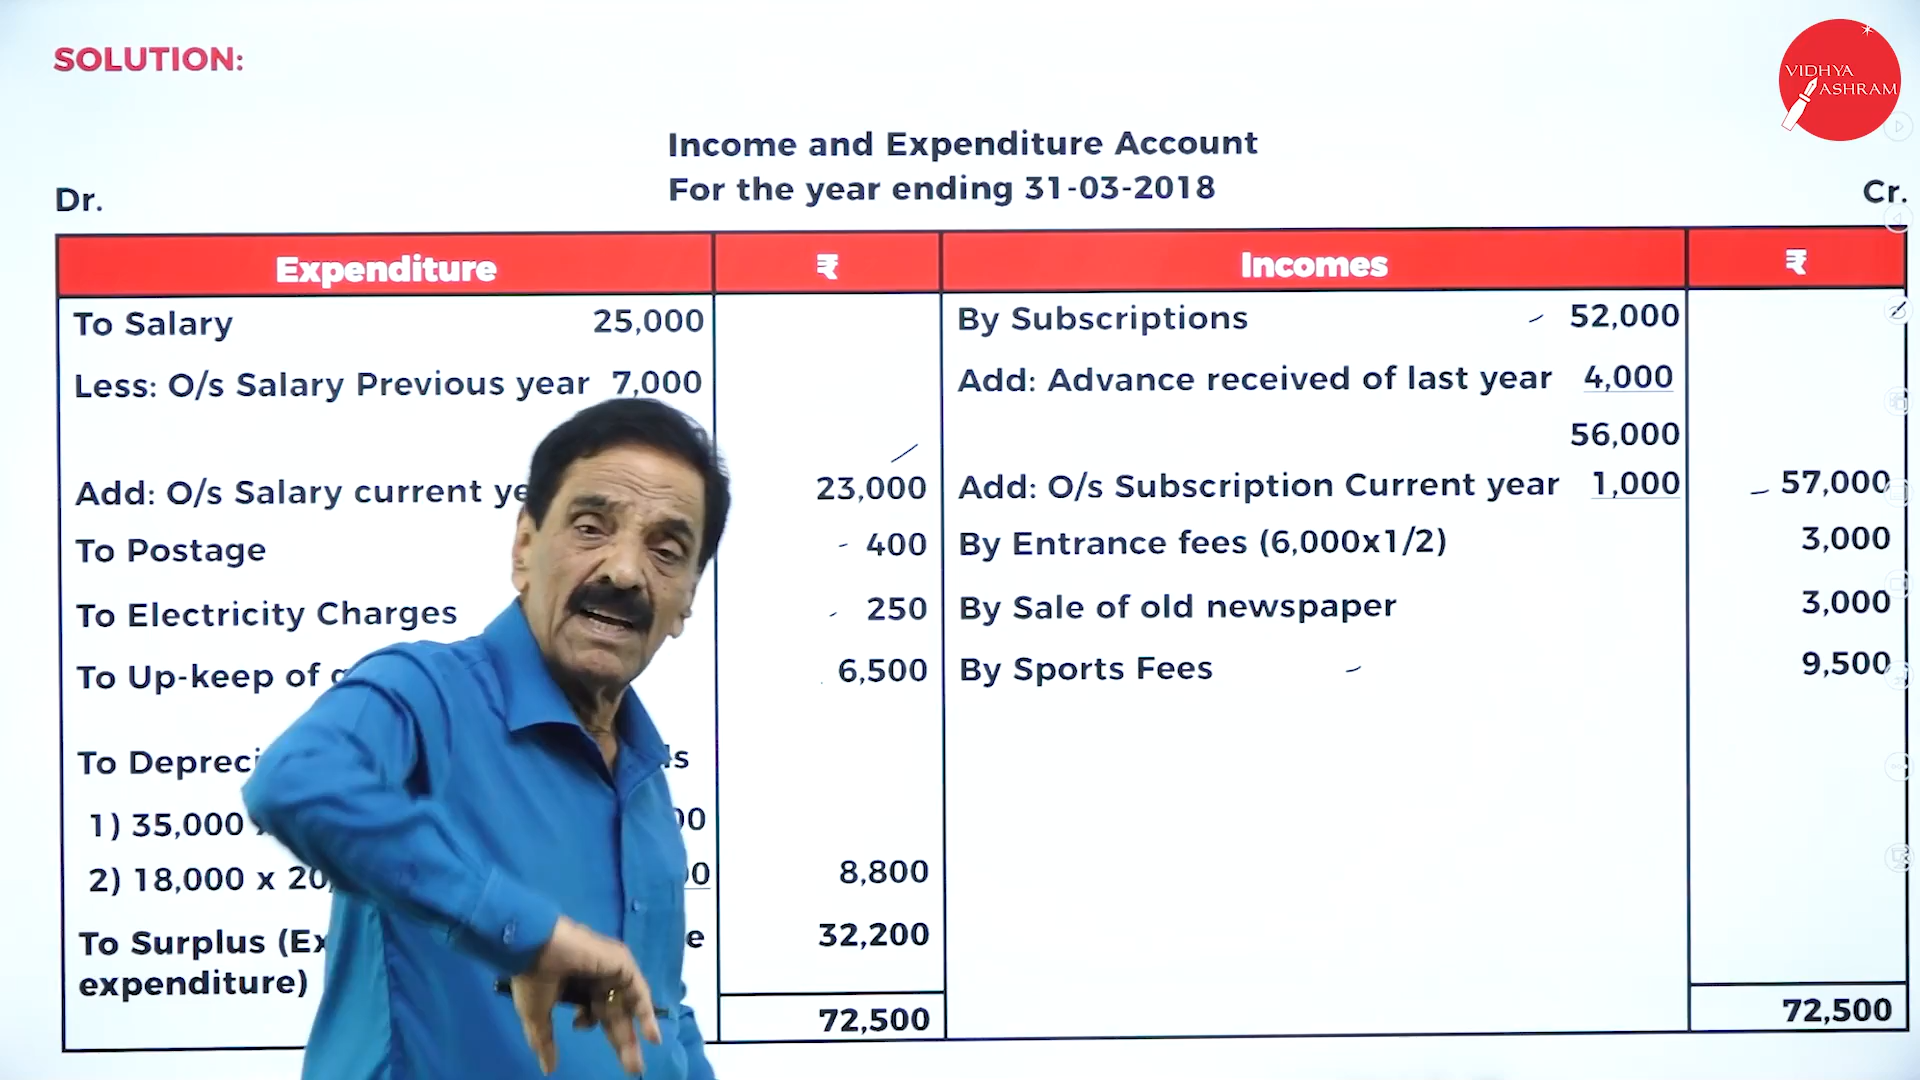 SOLUTION:
VIDHYA
ASHRAM
Income and Expenditure Account
For the year ending 31-03-2018
Dr.
Cr.
Expenditure ₹ Incomes ₹
To Salary 25,000
Less: O/s Salary Previous year 7,000
Add: O/s Salary current 23,000
To Postage 400
To Electricity Charges 250
To Up-keep of 6,500
To
1) 35,000
2) 18,000 x 8,800
To Surplus 32,200
expenditure)
72,500
By Subscriptions 52,000
Add: Advance received of last year 4,000
56,000
Add: O/s Subscription Current year 1,000 57,000
By Entrance fees (6,000x1/2) 3,000
By Sale of old newspaper 3,000
By Sports Fees 9,500
72,500